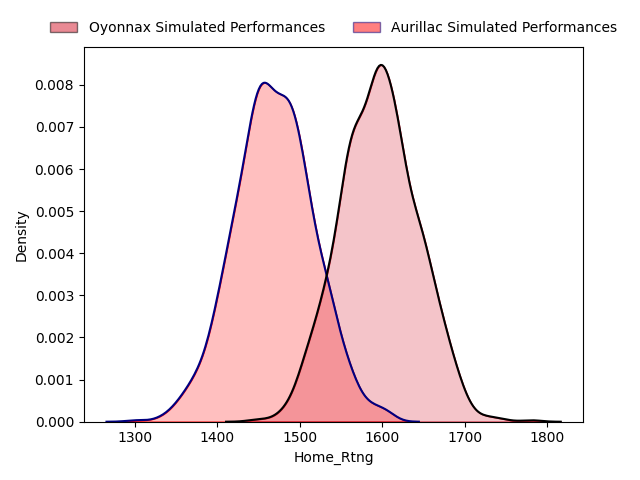 Oyonnax Simulated Performances Aurillac Simulated Performances
0.008
0.007
0.006
0.005
0.004
0.003
0.002
0.001
0.000
Density
1300 1400 1500 1600 1700 1800
Home_Rtng